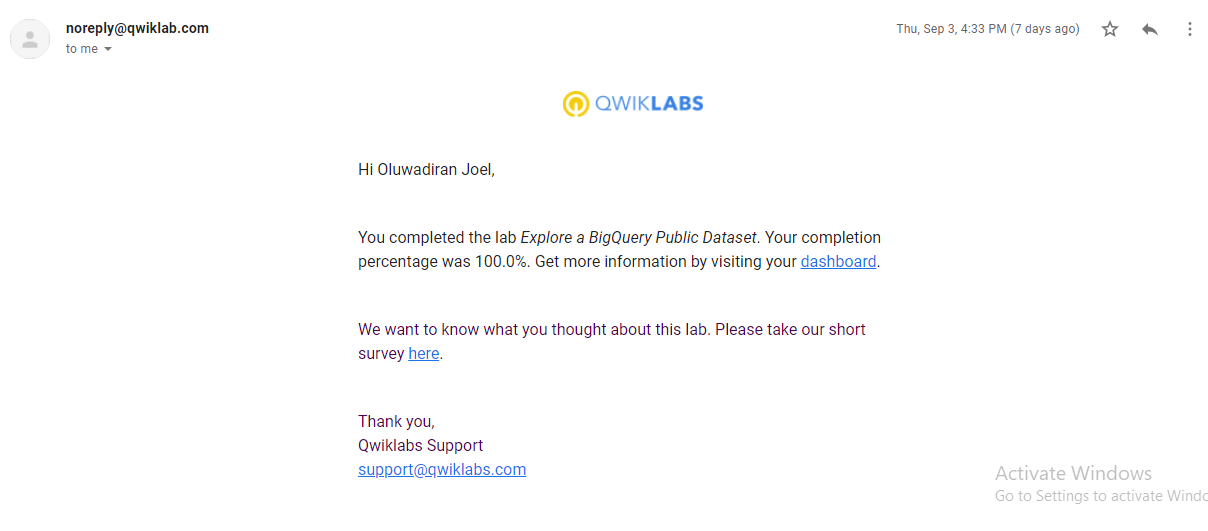 noreply@qwiklab.com
Thu, Sep 3, 4:33 PM (7 days ago)
to me
QWIKLABS
Hi Oluwadiran Joel,
You completed the lab Explore a BigQuery Public Dataset. Your completion
percentage was 100.0%. Get more information by visiting your dashboard.
We want to know what you thought about this lab. Please take our short
survey here.
Thank you,
Qwiklabs Support
support@qwiklabs.com
Activate Windows
Go to Settings to activate Windo